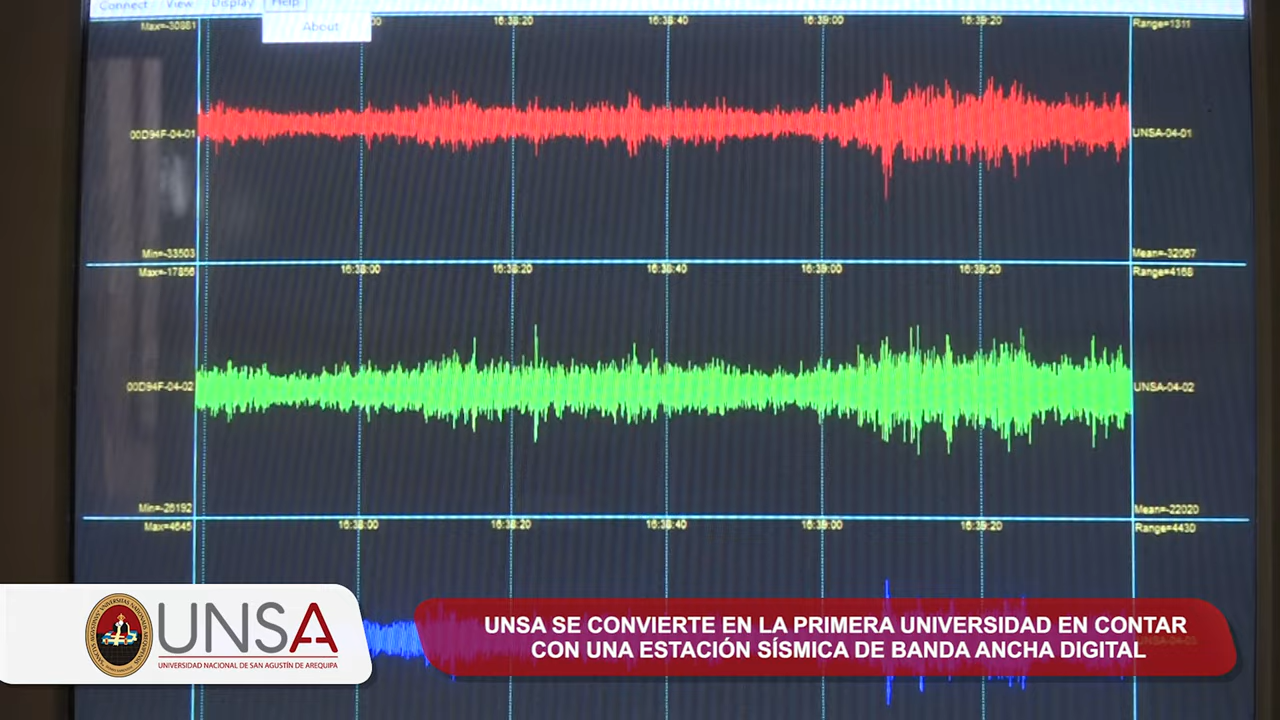 Connect View Display Help
About
Max=-30881 16:38:20 16:38:40 16:39:00 16:39:20 Range=1311
00D94F-04-01 UNSA-04-01
Min=-33503 Mean=-32067
Max=-17856 16:38:00 16:38:20 16:38:40 16:39:00 16:39:20 Range=4168
00D94F-04-02 UNSA-04-02
Min=-26192 Mean=-22020
Max=4645 16:38:00 16:38:20 16:38:40 16:39:00 16:39:20 Range=4430
UNSA
UNIVERSIDAD NACIONAL DE SAN AGUSTÍN DE AREQUIPA
UNSA SE CONVIERTE EN LA PRIMERA UNIVERSIDAD EN CONTAR
CON UNA ESTACIÓN SÍSMICA DE BANDA ANCHA DIGITAL